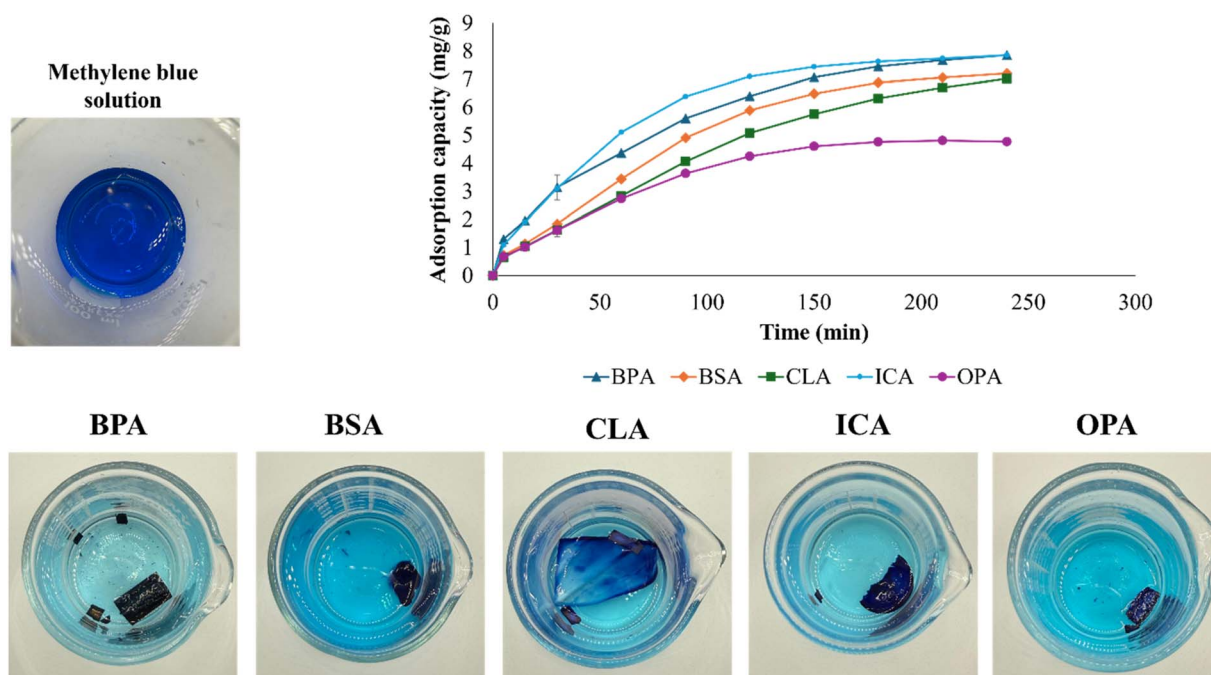 Methylene blue
solution
Adsorption capacity (mg/g)
9
8
7
6
5
4
3
2
1
0
0 50 100 150 200 250 300
Time (min)
BPA BSA CLA ICA OPA
BPA BSA CLA ICA OPA